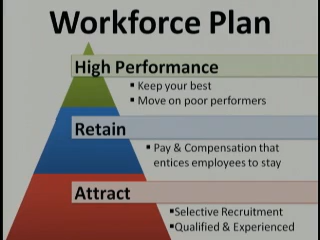 Workforce Plan
High Performance
▪ Keep your best
▪ Move on poor performers
Retain
▪ Pay & Compensation that
entices employees to stay
Attract
▪Selective Recruitment
▪Qualified & Experienced